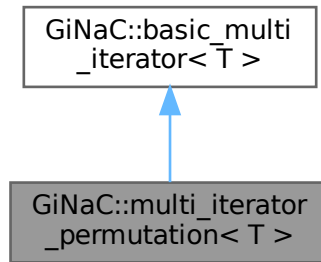 GiNaC::basic_multi
_iterator< T >
GiNaC::multi_iterator
_permutation< T >